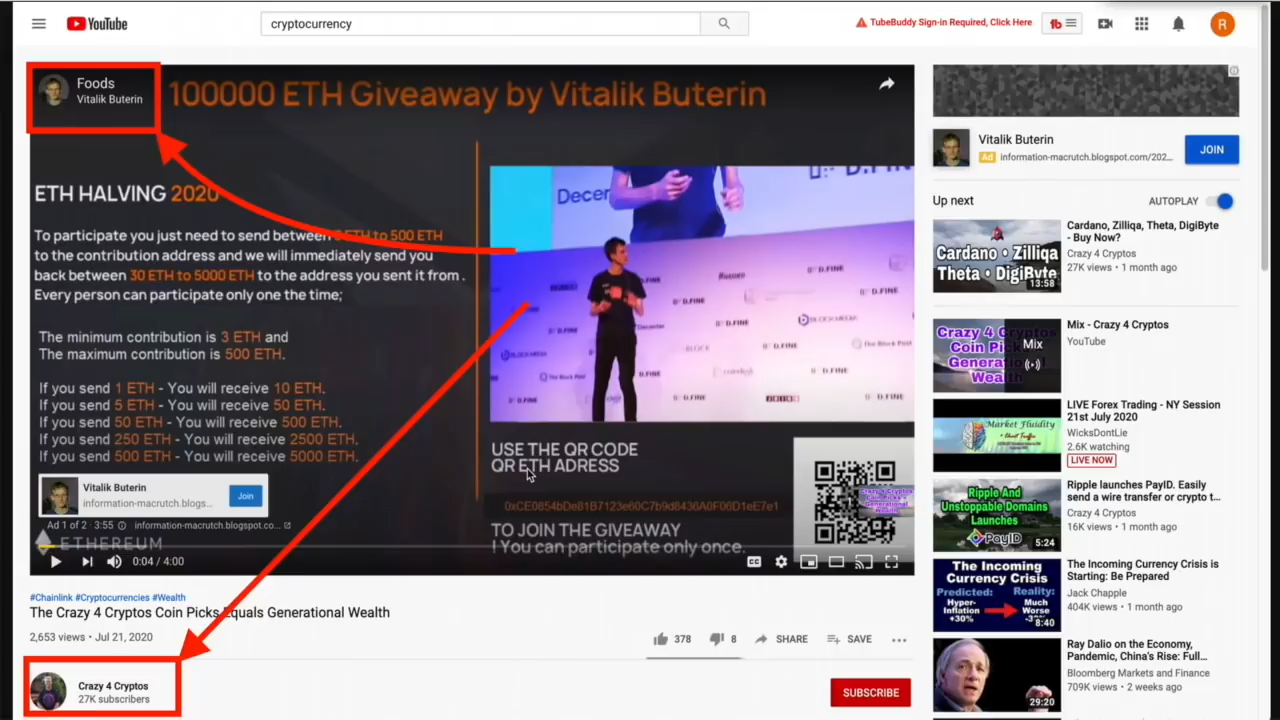 YouTube
cryptocurrency
TubeBuddy Sign-in Required, Click Here
tb
R
Foods
Vitalik Buterin
100000 ETH Giveaway by Vitalik Buterin
ETH HALVING 2020
To participate you just need to send between ETH to 500 ETH
to the contribution address and we will immediately send you
back between 30 ETH to 5000 ETH to the address you sent it from .
Every person can participate only one the time;
The minimum contribution is 3 ETH and
The maximum contribution is 500 ETH.
If you send 1 ETH - You will receive 10 ETH.
If you send 5 ETH - You will receive 50 ETH.
If you send 50 ETH - You will receive 500 ETH.
If you send 250 ETH - You will receive 2500 ETH.
If you send 500 ETH - You will receive 5000 ETH.
Decer
D.FINE
USE THE QR CODE
QR ETH ADRESS
TO JOIN THE GIVEAWAY
! You can participate only once.
Vitalik Buterin
information-macrutch.blogs...
Join
Ad 1 of 2 · 3:55
information-macrutch.blogspot.co...
ETHEREUM
0:04 / 4:00
#Chainlink #Cryptocurrencies #Wealth
The Crazy 4 Cryptos Coin Picks Equals Generational Wealth
2,653 views • Jul 21, 2020
378
8
SHARE
SAVE
Crazy 4 Cryptos
27K subscribers
SUBSCRIBE
Vitalik Buterin
Ad information-macrutch.blogspot.com/202...
JOIN
Up next
AUTOPLAY
Cardano • Zilliqa
Theta • DigiByte
13:58
Cardano, Zilliqa, Theta, DigiByte
- Buy Now?
Crazy 4 Cryptos
27K views • 1 month ago
Crazy 4 Cryptos
Coin Picks
Generational
Wealth
Mix
Mix - Crazy 4 Cryptos
YouTube
Market Fluidity
LIVE Forex Trading - NY Session
21st July 2020
WicksDontLie
2.6K watching
LIVE NOW
Ripple And
Unstoppable Domains
Launches
PayID
5:24
Ripple launches PayID. Easily
send a wire transfer or crypto t...
Crazy 4 Cryptos
16K views • 1 month ago
The Incoming
Currency Crisis
Predicted:
Hyper-
Inflation
+30%
Reality:
Much
Worse
8:40
The Incoming Currency Crisis is
Starting: Be Prepared
Jack Chapple
404K views • 1 month ago
29:20
Ray Dalio on the Economy,
Pandemic, China's Rise: Full...
Bloomberg Markets and Finance
709K views • 2 weeks ago